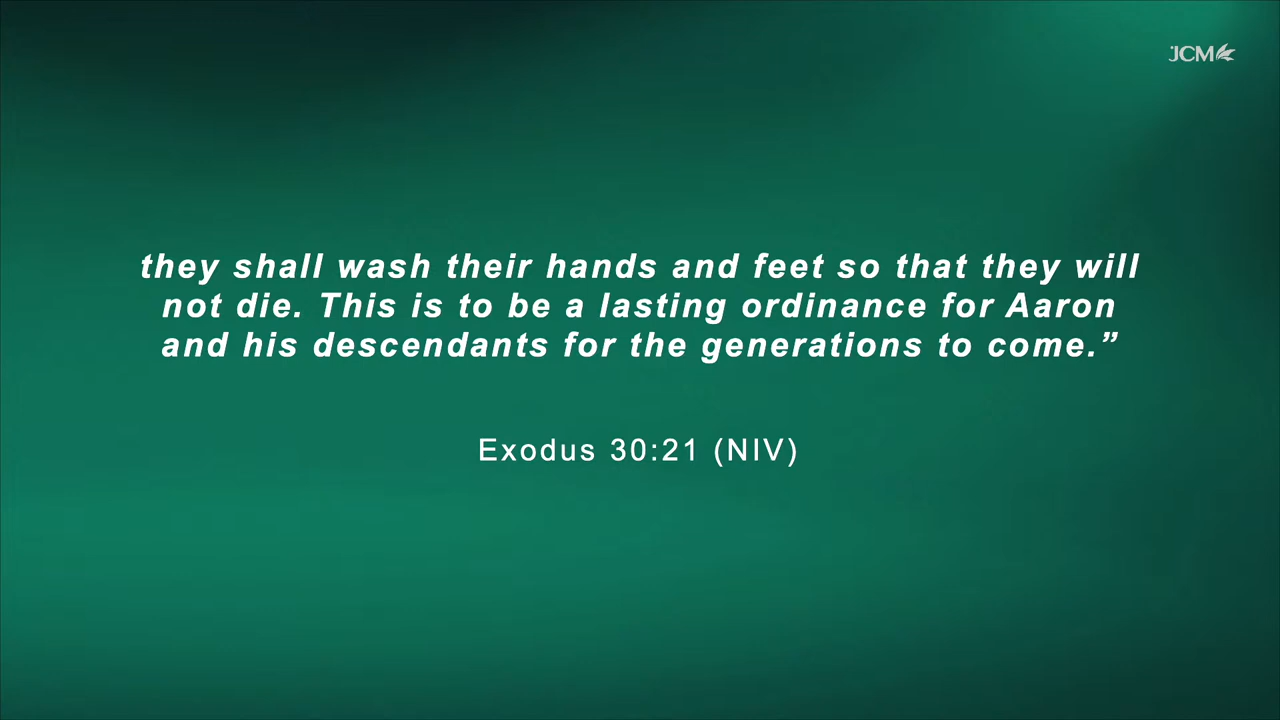 JCM
they shall wash their hands and feet so that they will
not die. This is to be a lasting ordinance for Aaron
and his descendants for the generations to come.”
Exodus 30:21 (NIV)